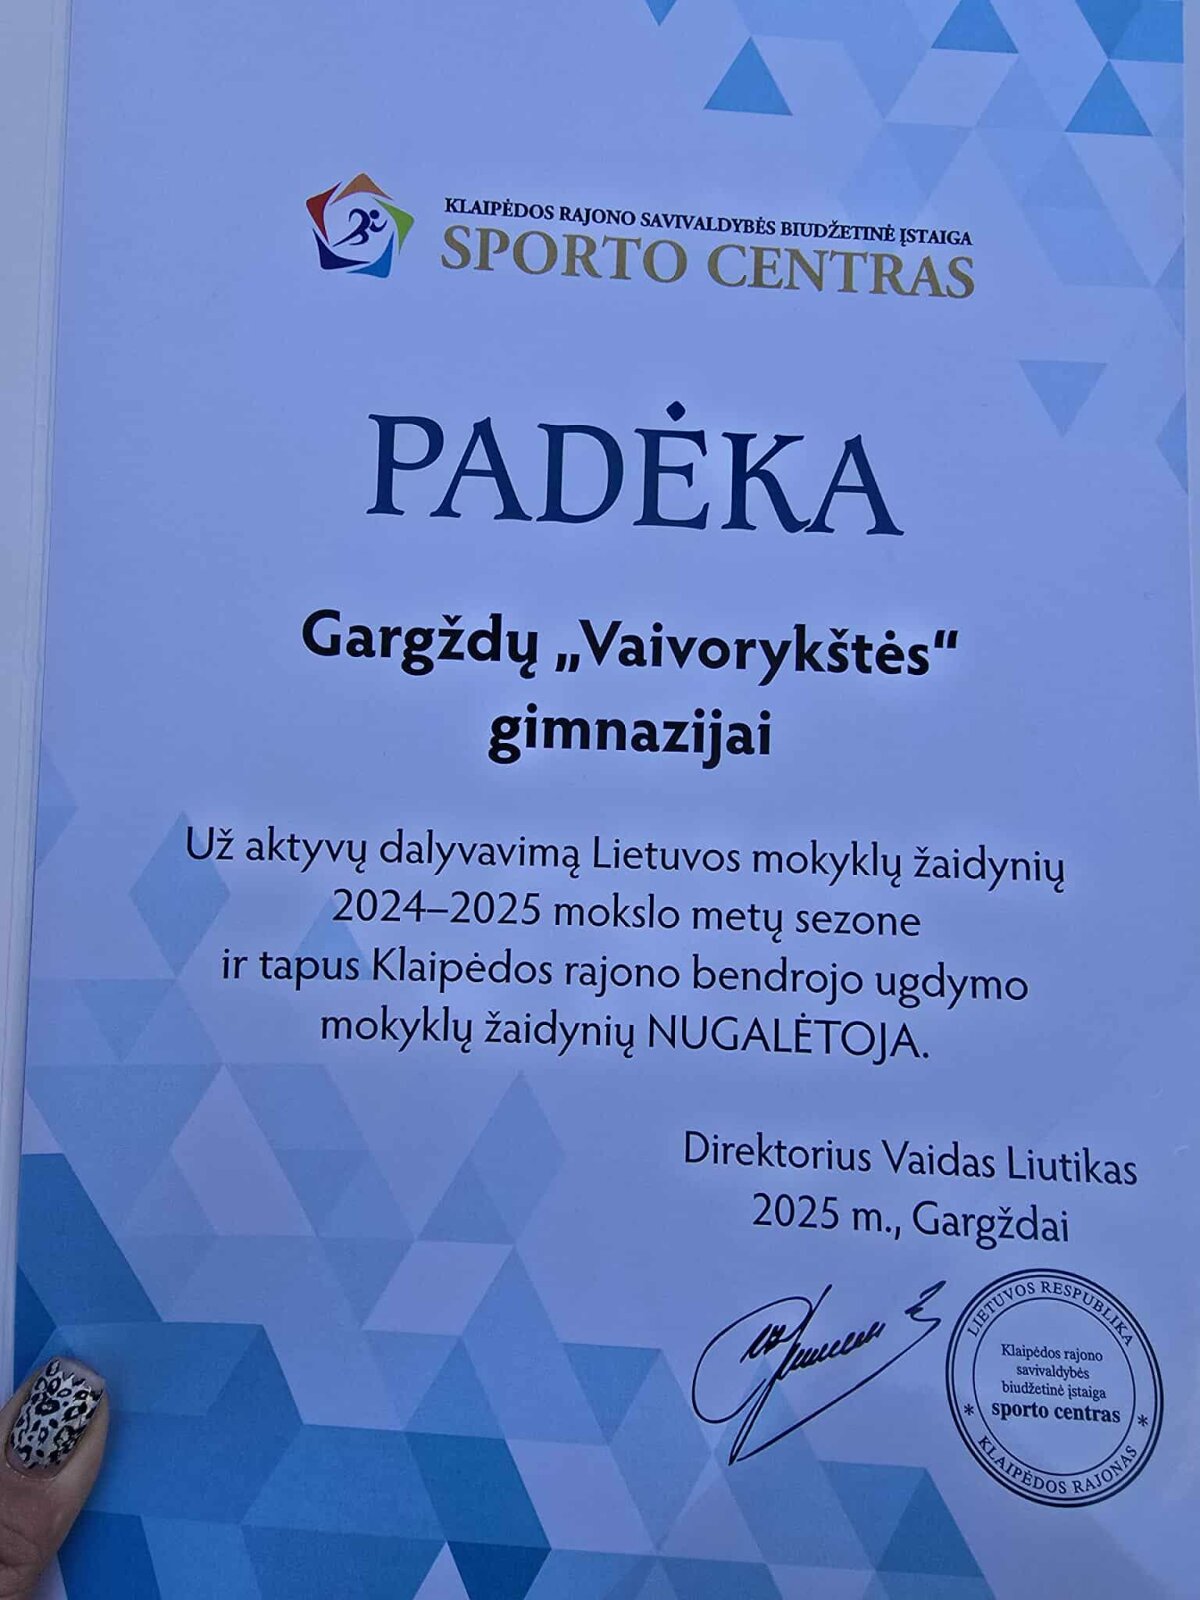 KLAIPĖDOS RAJONO SAVIVALDYBĖS BIUDŽETINĖ ĮSTAIGA
SPORTO CENTRAS
PADĖKA
Gargždų „Vaivorykštės“
gimnazijai
Už aktyvų dalyvavimą Lietuvos mokyklų žaidynių
2024–2025 mokslo metų sezone
ir tapus Klaipėdos rajono bendrojo ugdymo
mokyklų žaidynių NUGALĖTOJA.
Direktorius Vaidas Liutikas
2025 m., Gargždai
LIETUVOS RESPUBLIKA
Klaipėdos rajono
savivaldybės
biudžetinė įstaiga
* sporto centras *
KLAIPĖDOS RAJONAS